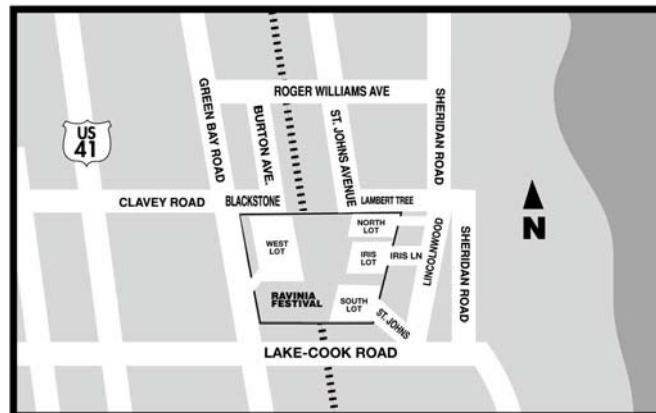 ROGER WILLIAMS AVE
US
41
GREEN BAY ROAD
BURTON AVE.
ST. JOHNS AVENUE
SHERIDAN ROAD
CLAVEY ROAD
BLACKSTONE
LAMBERT TREE
NORTH
LOT
WEST
LOT
IRIS
LOT
IRIS LN
LINCOLNWOOD
SHERIDAN ROAD
N
RAVINIA
FESTIVAL
SOUTH
LOT
ST. JOHNS
LAKE-COOK ROAD